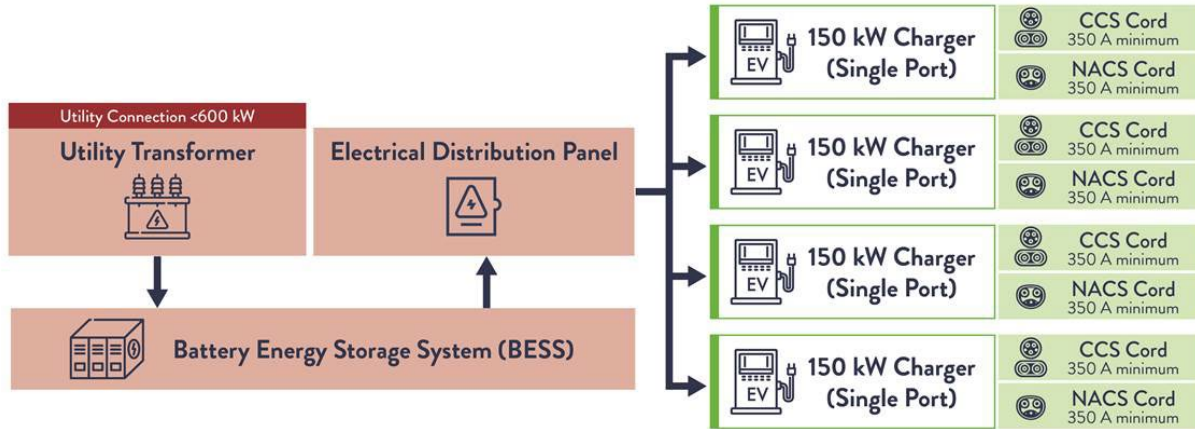 Utility Connection <600 kW
Utility Transformer
Electrical Distribution Panel
Battery Energy Storage System (BESS)
EV
150 kW Charger
(Single Port)
CCS Cord
350 A minimum
NACS Cord
350 A minimum
EV
150 kW Charger
(Single Port)
CCS Cord
350 A minimum
NACS Cord
350 A minimum
EV
150 kW Charger
(Single Port)
CCS Cord
350 A minimum
NACS Cord
350 A minimum
EV
150 kW Charger
(Single Port)
CCS Cord
350 A minimum
NACS Cord
350 A minimum